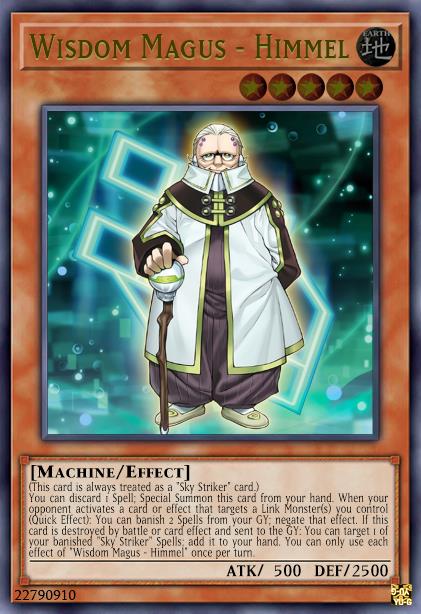 Wisdom Magus - Himmel
EARTH
地
[Machine/Effect]
(This card is always treated as a "Sky Striker" card.)
You can discard 1 Spell; Special Summon this card from your hand. When your
opponent activates a card or effect that targets a Link Monster(s) you control
(Quick Effect): You can banish 2 Spells from your GY; negate that effect. If this
card is destroyed by battle or card effect and sent to the GY: You can target 1 of
your banished "Sky Striker" Spells; add it to your hand. You can only use each
effect of "Wisdom Magus - Himmel" once per turn.
ATK/ 500 DEF/2500
22790910